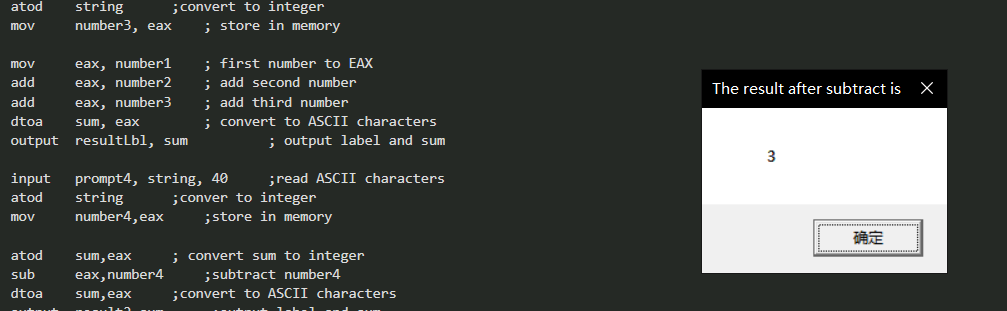 atod    string      ;convert to integer
mov     number3, eax    ; store in memory
mov     eax, number1    ; first number to EAX
add     eax, number2    ; add second number
add     eax, number3    ; add third number
dtoa    sum, eax        ; convert to ASCII characters
output  resultLbl, sum          ; output label and sum
input   prompt4, string, 40     ;read ASCII characters
atod    string      ;conver to integer
mov     number4,eax     ;store in memory
atod    sum,eax     ; convert sum to integer
sub     eax,number4     ;subtract number4
dtoa    sum,eax     ;convert to ASCII characters
The result after subtract is
3
确定